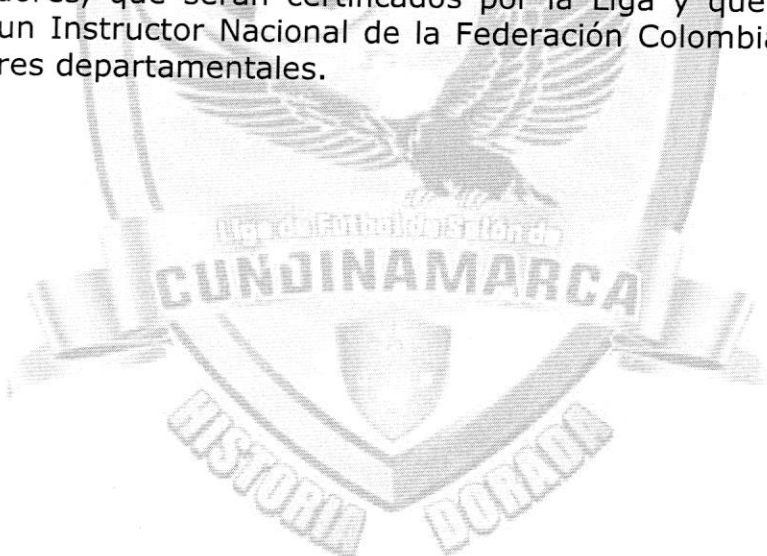 dores, que serán certificados por la Liga y que
un Instructor Nacional de la Federación Colombia
res departamentales.
Liga de Fútbol de Salón de
CUNDINAMARCA
HISTORIA DORADA